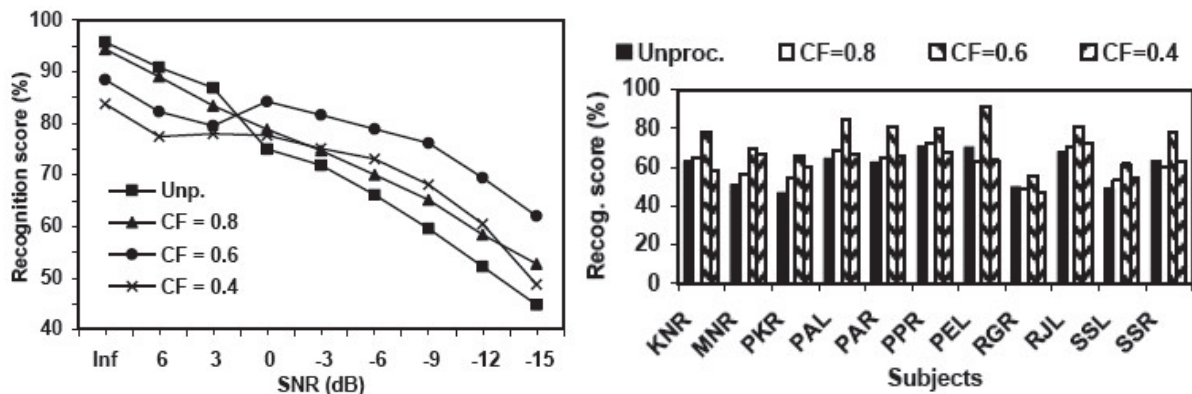 100
90
80
70
60
50
40
Recognition score (%)
Unp.
CF = 0.8
CF = 0.6
CF = 0.4
Inf 6 3 0 -3 -6 -9 -12 -15
SNR (dB)
Unproc. CF=0.8 CF=0.6 CF=0.4
100
80
60
40
20
0
Recog. score (%)
KNR MNR PKR PAL PAR PPR PEL RGR RJL SSL SSR
Subjects